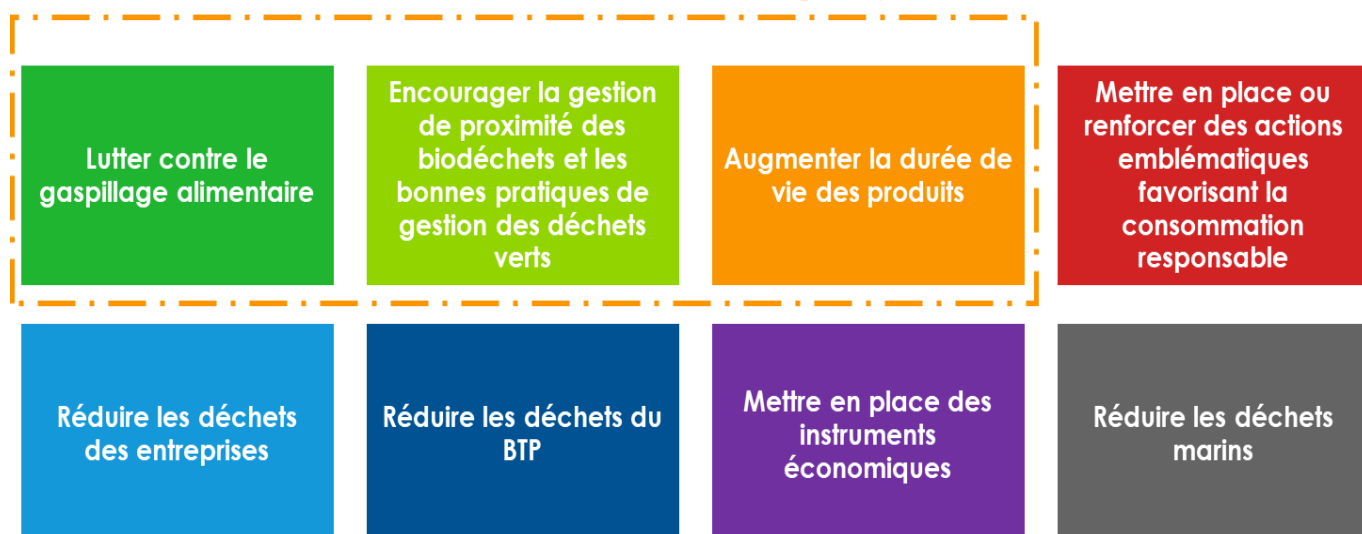 Lutter contre le
gaspillage alimentaire
Encourager la gestion
de proximité des
biodéchets et les
bonnes pratiques de
gestion des déchets
verts
Augmenter la durée de
vie des produits
Mettre en place ou
renforcer des actions
emblématiques
favorisant la
consommation
responsable
Réduire les déchets
des entreprises
Réduire les déchets du
BTP
Mettre en place des
instruments
économiques
Réduire les déchets
marins